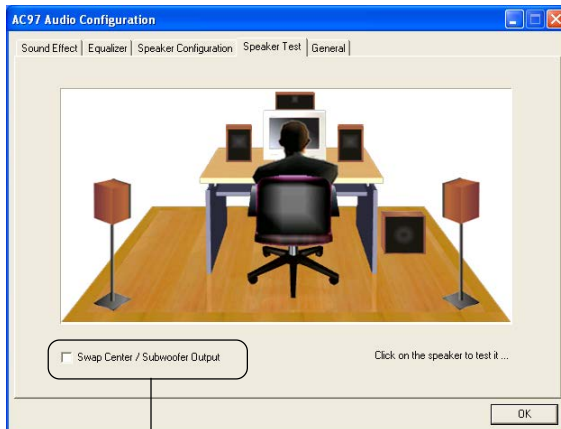 AC97 Audio Configuration
Sound Effect Equalizer Speaker Configuration Speaker Test General
Swap Center / Subwoofer Output
Click on the speaker to test it ...
OK